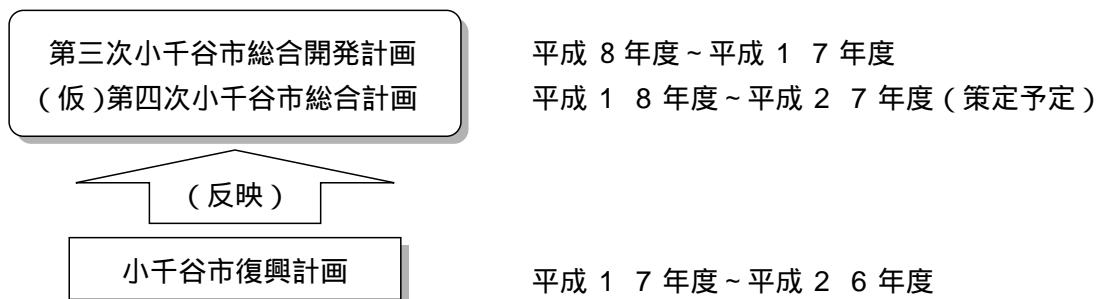 第三次小千谷市総合開発計画
平成8年度~平成17年度
(仮)第四次小千谷市総合計画
平成18年度~平成27年度(策定予定)
(反映)
小千谷市復興計画
平成17年度~平成26年度